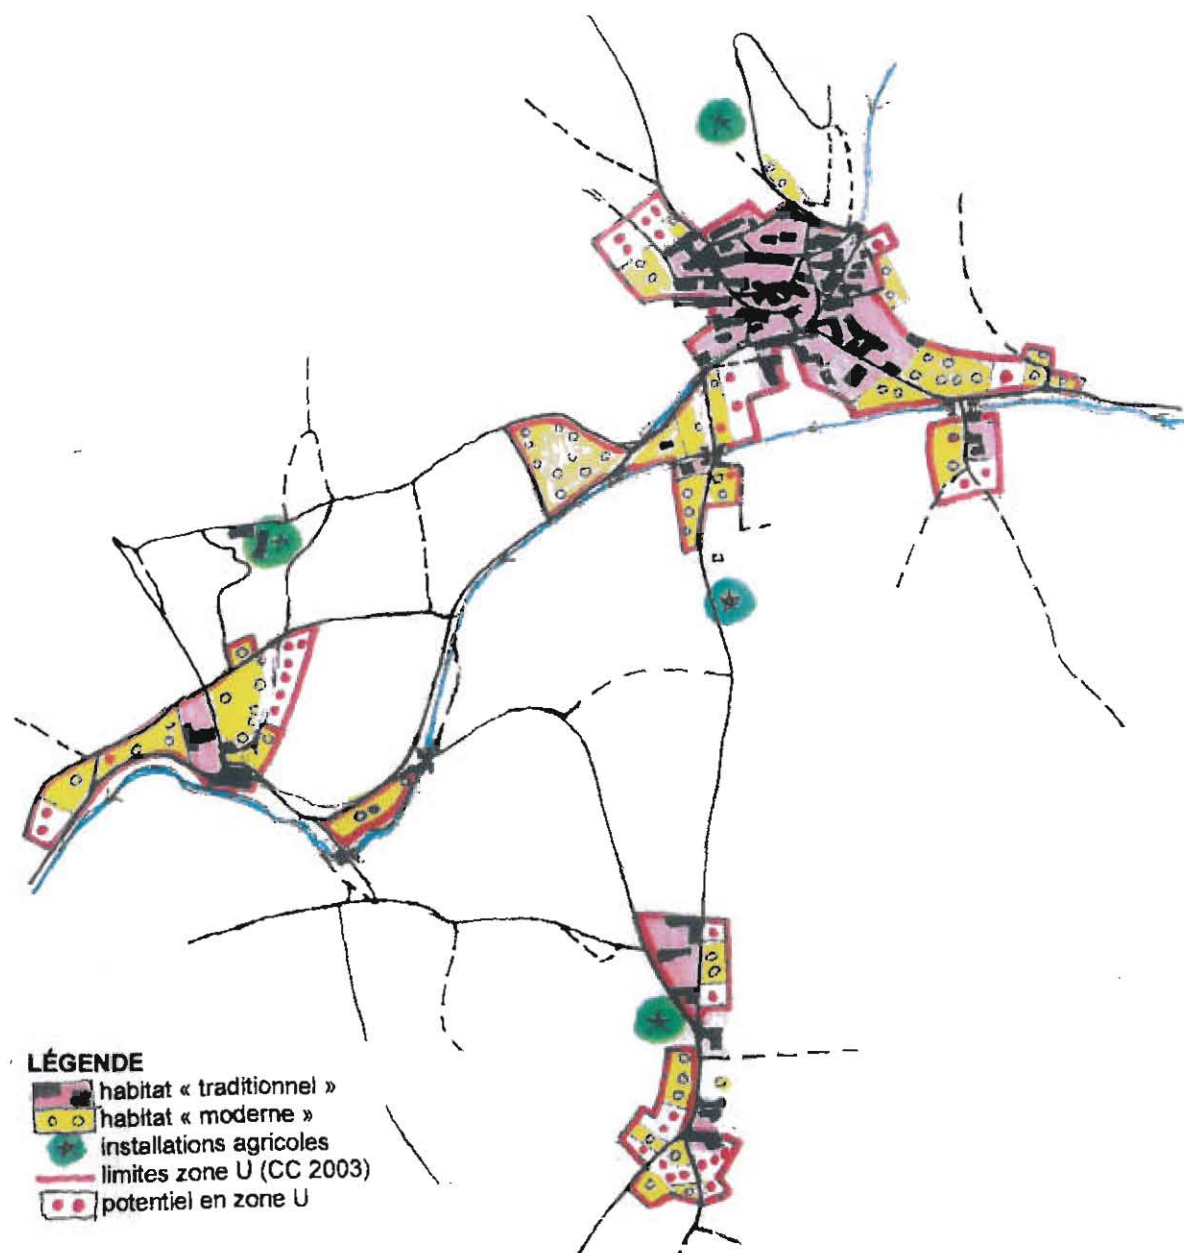 LÉGENDE
habitat « traditionnel »
habitat « moderne »
installations agricoles
limites zone U (CC 2003)
potentiel en zone U